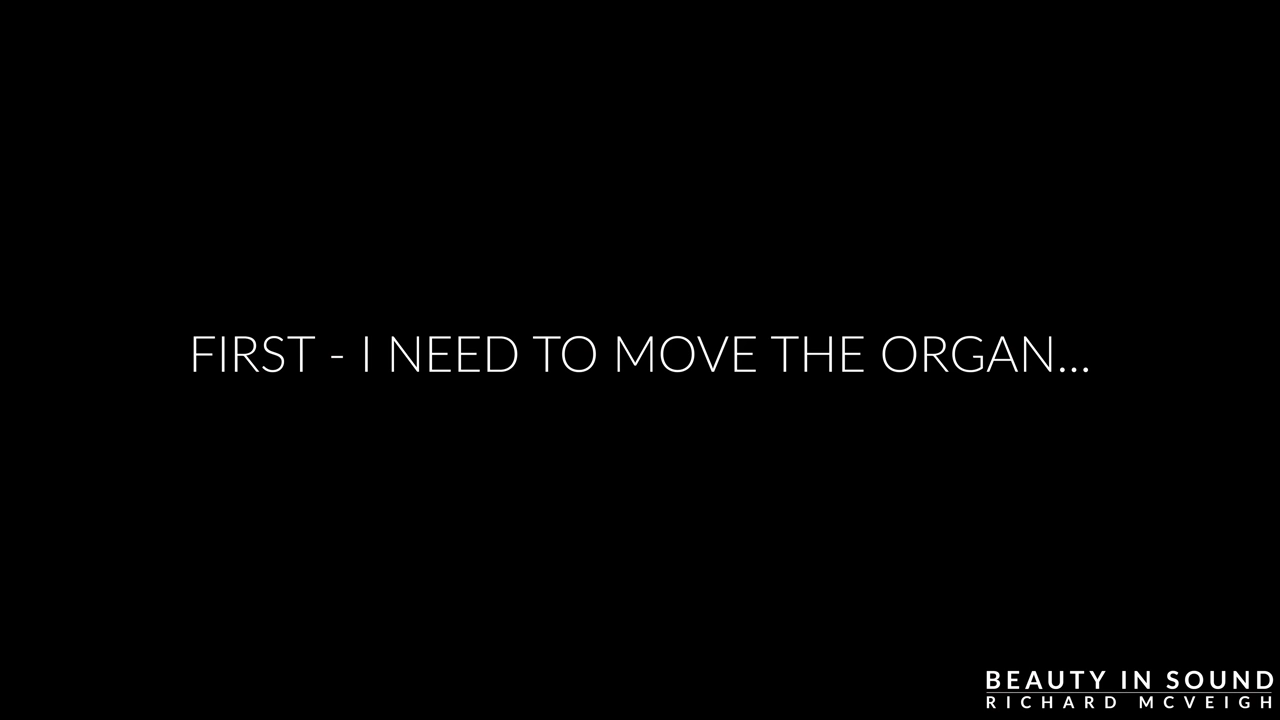 FIRST - I NEED TO MOVE THE ORGAN...
BEAUTY IN SOUND
RICHARD MCVEIGH